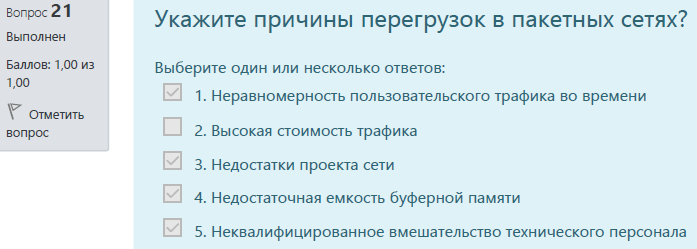 Вопрос 21
Выполнен
Баллов: 1,00 из
1,00
Отметить
вопрос
Укажите причины перегрузок в пакетных сетях?
Выберите один или несколько ответов:
1. Неравномерность пользовательского трафика во времени
2. Высокая стоимость трафика
3. Недостатки проекта сети
4. Недостаточная емкость буферной памяти
5. Неквалифицированное вмешательство технического персонала